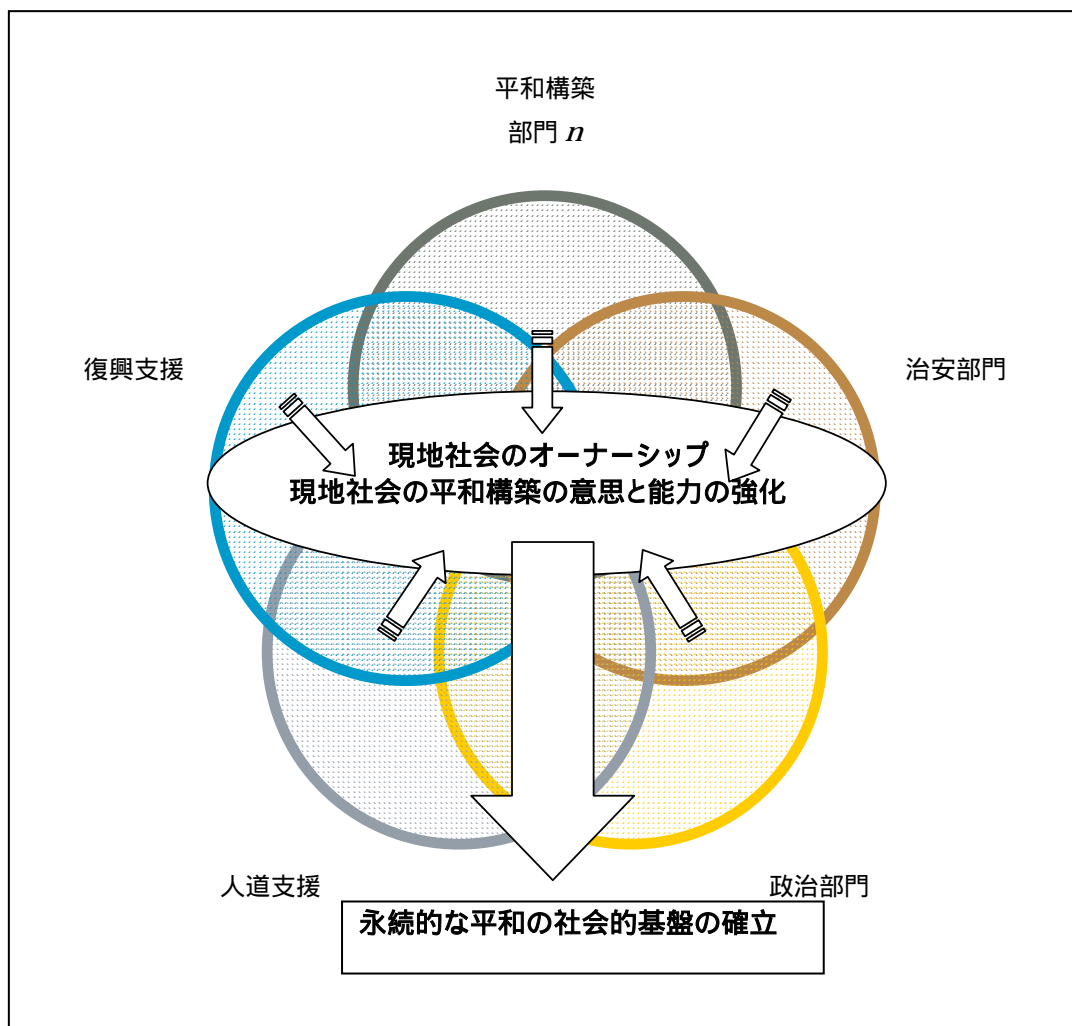 平和構築
部門 n
復興支援
治安部門
現地社会のオーナーシップ
現地社会の平和構築の意思と能力の強化
人道支援
政治部門
永続的な平和の社会的基盤の確立